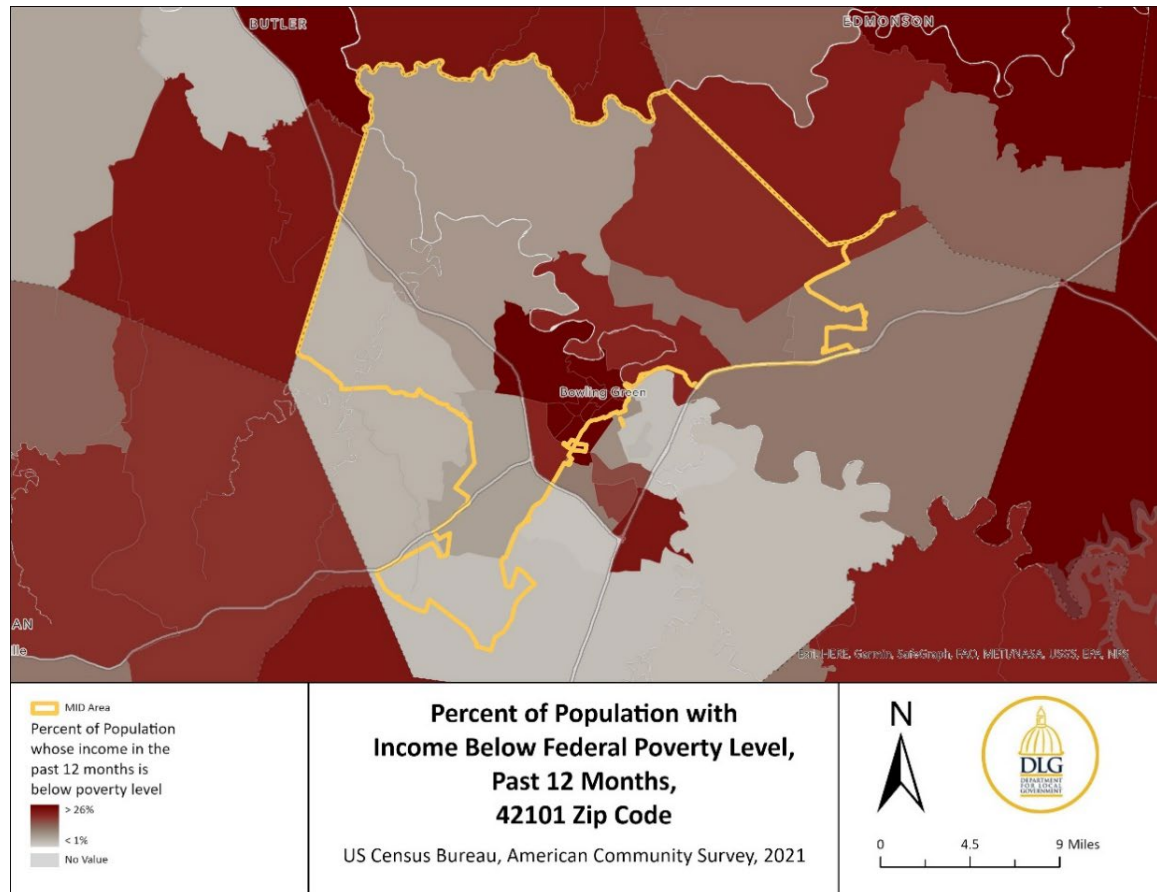 BUTLER
EDMONSON
Bowling Green
AN
lle
Esri, HERE, Garmin, SafeGraph, FAO, METI/NASA, USGS, EPA, NPS
MID Area
Percent of Population
whose income in the
past 12 months is
below poverty level
> 26%
< 1%
No Value
Percent of Population with
Income Below Federal Poverty Level,
Past 12 Months,
42101 Zip Code
US Census Bureau, American Community Survey, 2021
N
DLG
DEPARTMENT
FOR LOCAL
GOVERNMENT
0 4.5 9 Miles